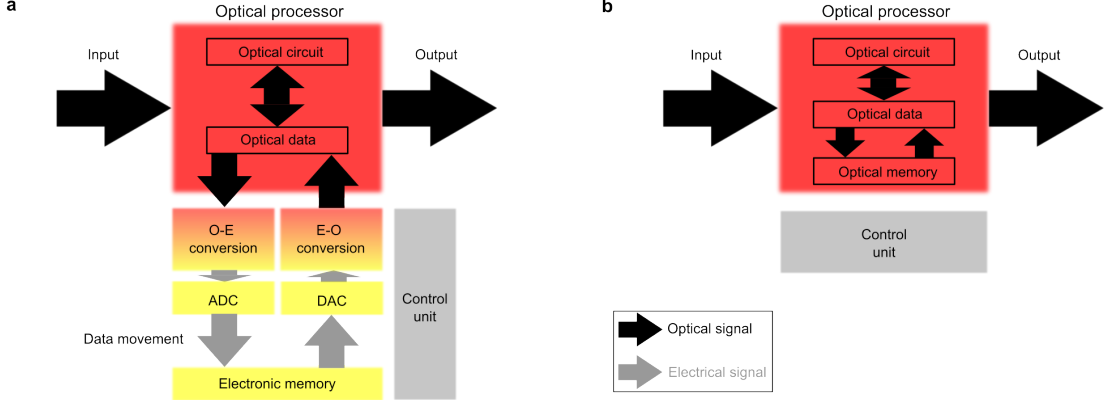 a
Optical processor
Input
Optical circuit
Output
Optical data
O-E
conversion
E-O
conversion
ADC
DAC
Control
unit
Data movement
Electronic memory
b
Optical processor
Input
Optical circuit
Output
Optical data
Optical memory
Control
unit
Optical signal
Electrical signal